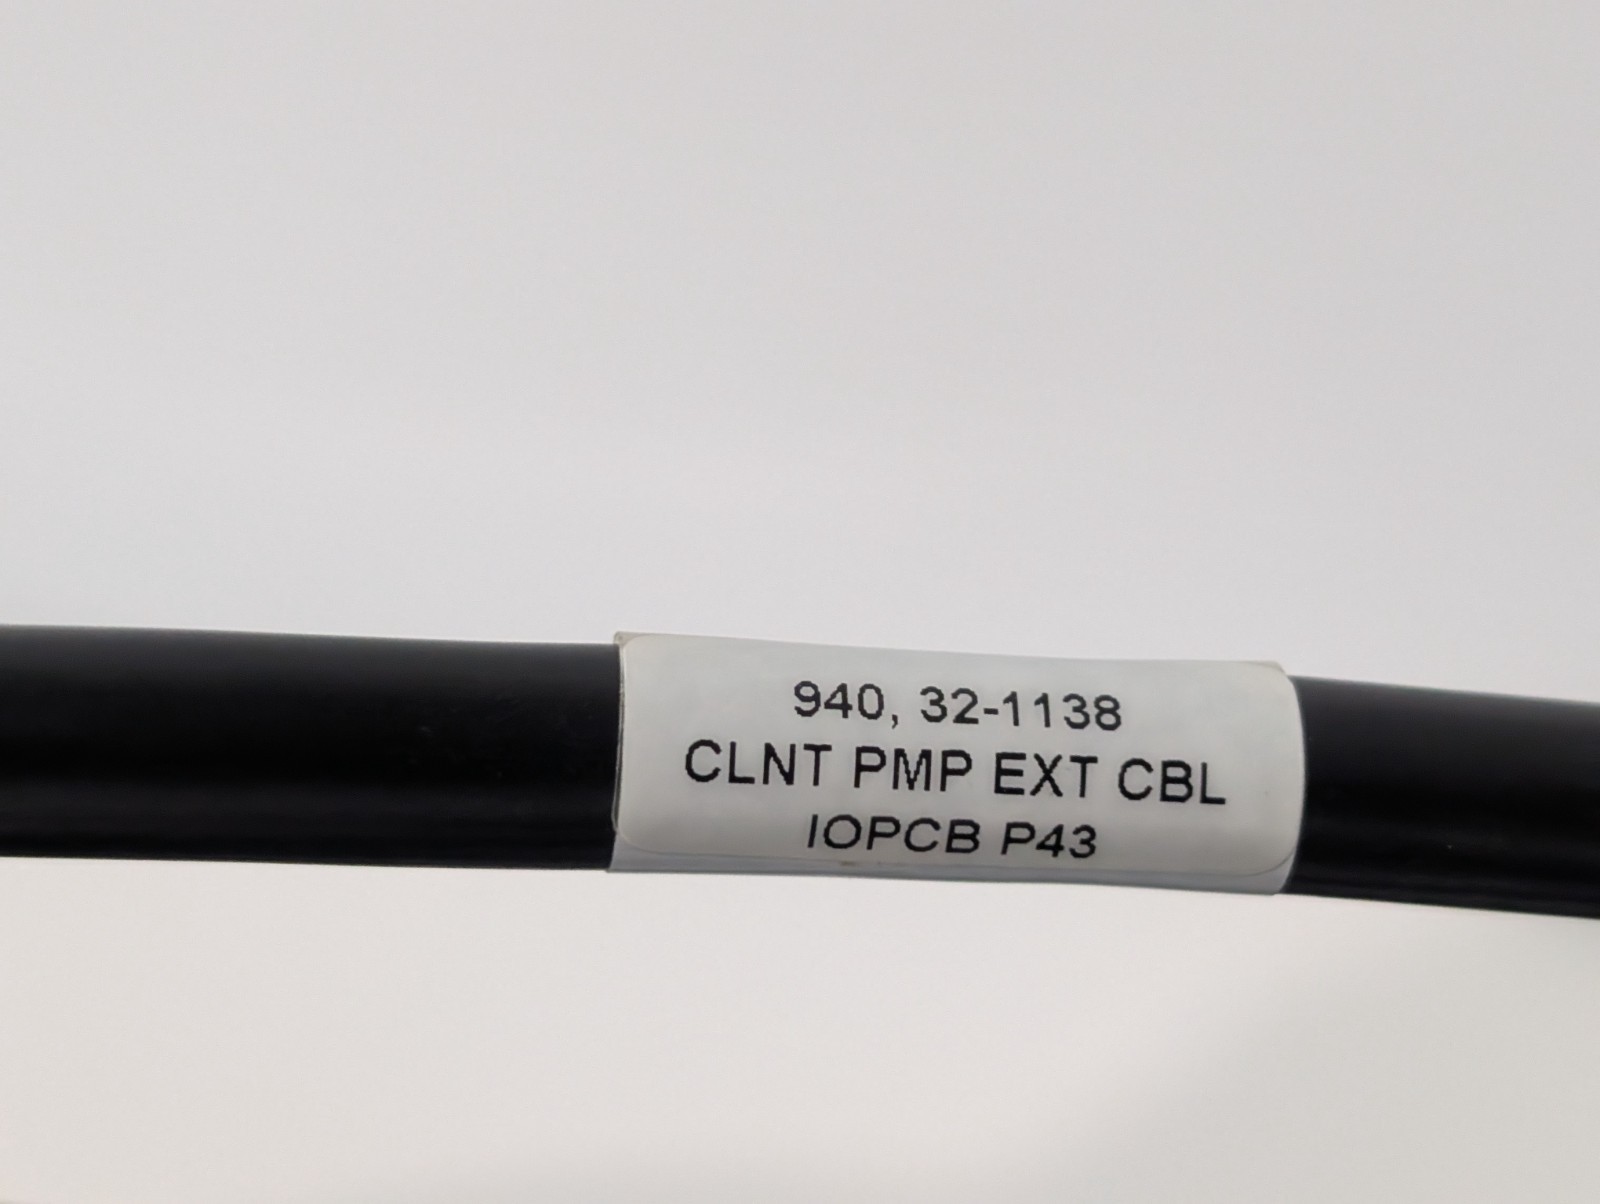 940, 32-1138
CLNT PMP EXT CBL
IOPCB P43